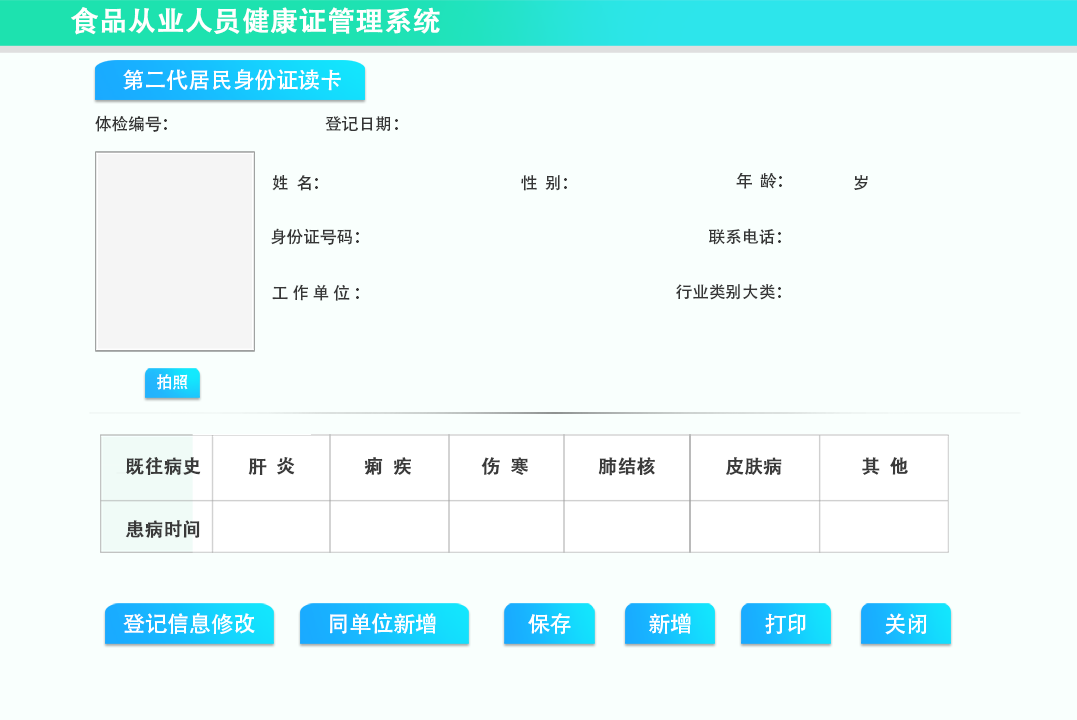 食品从业人员健康证管理系统
第二代居民身份证读卡
体检编号： 登记日期：
姓 名： 性 别： 年 龄： 岁
身份证号码： 联系电话：
工 作 单 位： 行业类别大类：
拍照
既往病史 肝 炎 痢 疾 伤 寒 肺结核 皮肤病 其 他
患病时间
登记信息修改 同单位新增 保存 新增 打印 关闭